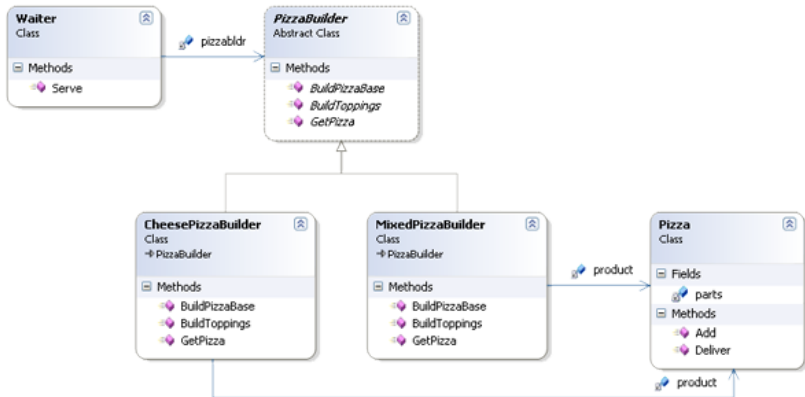 Waiter
Class
Methods
Serve
pizzabldr
PizzaBuilder
Abstract Class
Methods
BuildPizzaBase
BuildToppings
GetPizza
CheesePizzaBuilder
Class
PizzaBuilder
Methods
BuildPizzaBase
BuildToppings
GetPizza
MixedPizzaBuilder
Class
PizzaBuilder
Methods
BuildPizzaBase
BuildToppings
GetPizza
product
Pizza
Class
Fields
parts
Methods
Add
Deliver
product